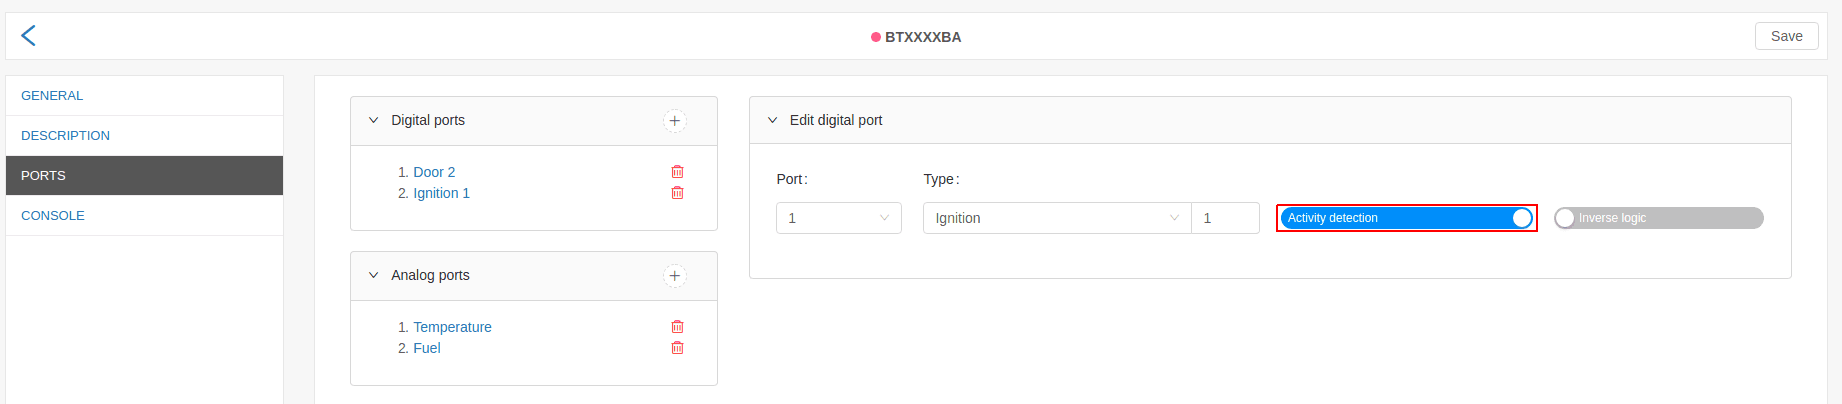 BTXXXXBA
Save
GENERAL
DESCRIPTION
PORTS
CONSOLE
Digital ports
1. Door 2
2. Ignition 1
Analog ports
1. Temperature
2. Fuel
Edit digital port
Port: Type:
1 Ignition 1 Activity detection Inverse logic